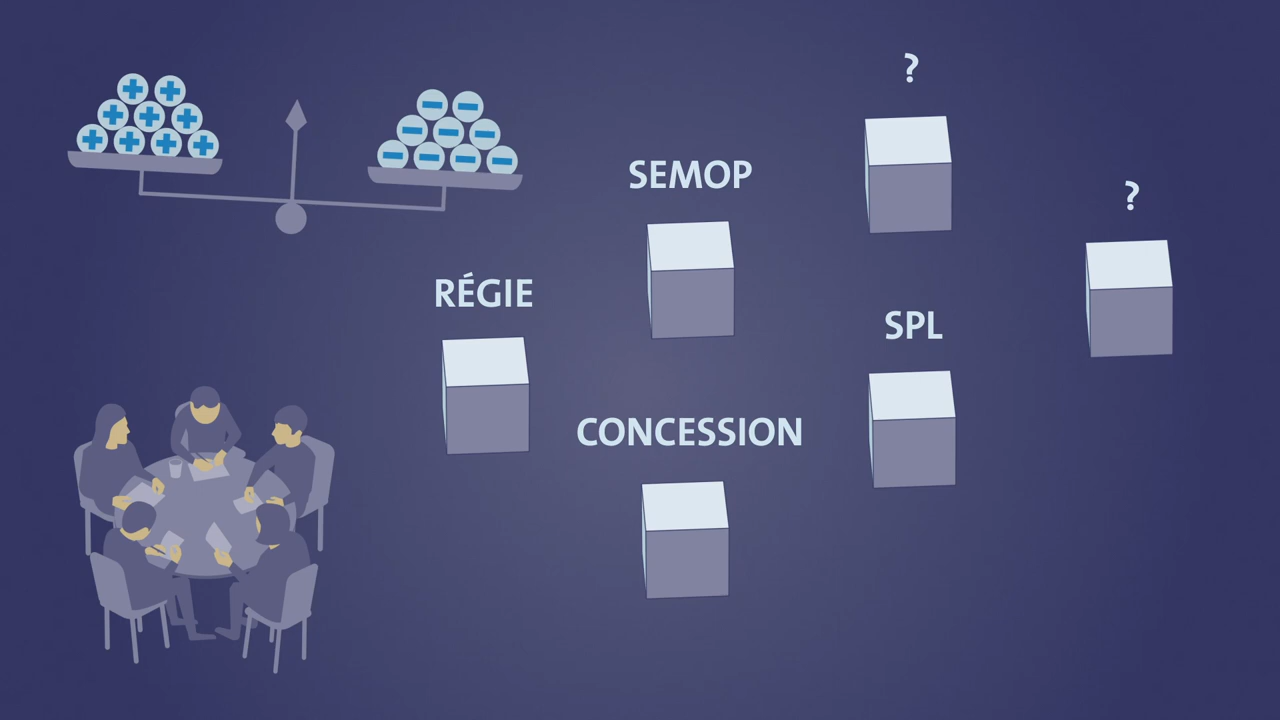 ?
SEMOP
?
RÉGIE
SPL
CONCESSION